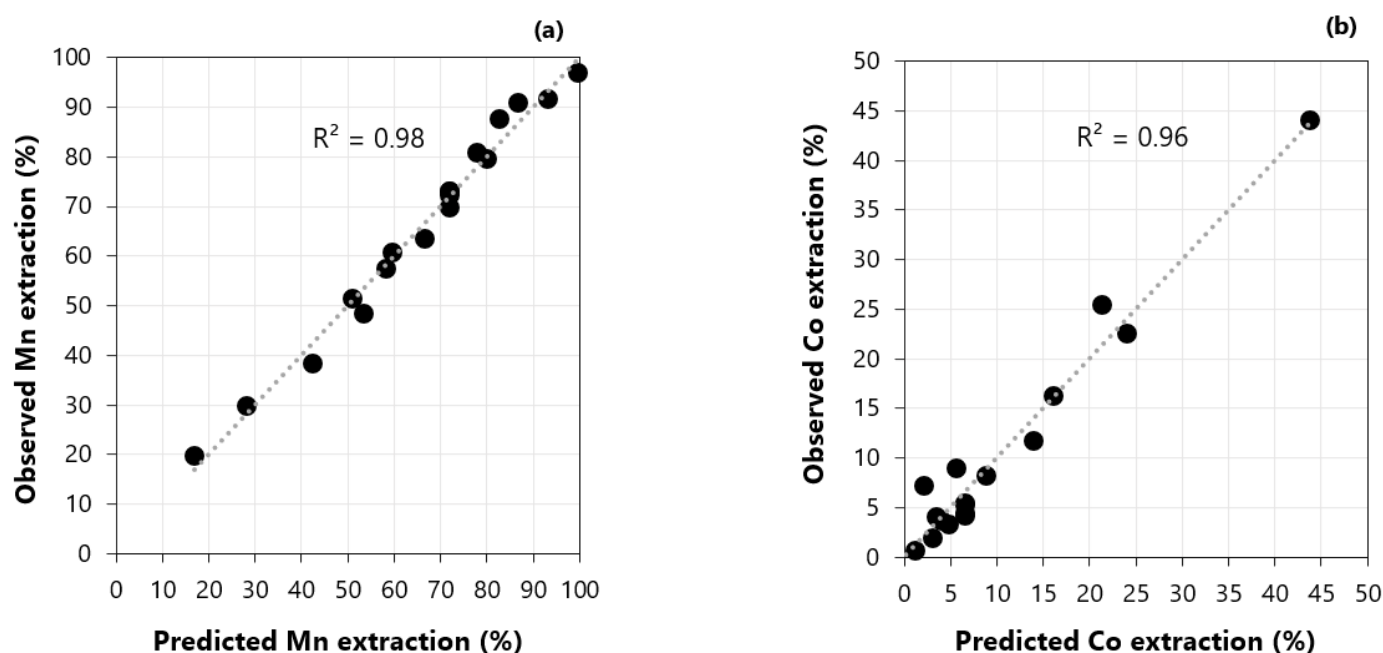 (a)
R² = 0.98
Observed Mn extraction (%)
100
90
80
70
60
50
40
30
20
10
0
0 10 20 30 40 50 60 70 80 90 100
Predicted Mn extraction (%)
(b)
R² = 0.96
Observed Co extraction (%)
50
45
40
35
30
25
20
15
10
5
0
0 5 10 15 20 25 30 35 40 45 50
Predicted Co extraction (%)